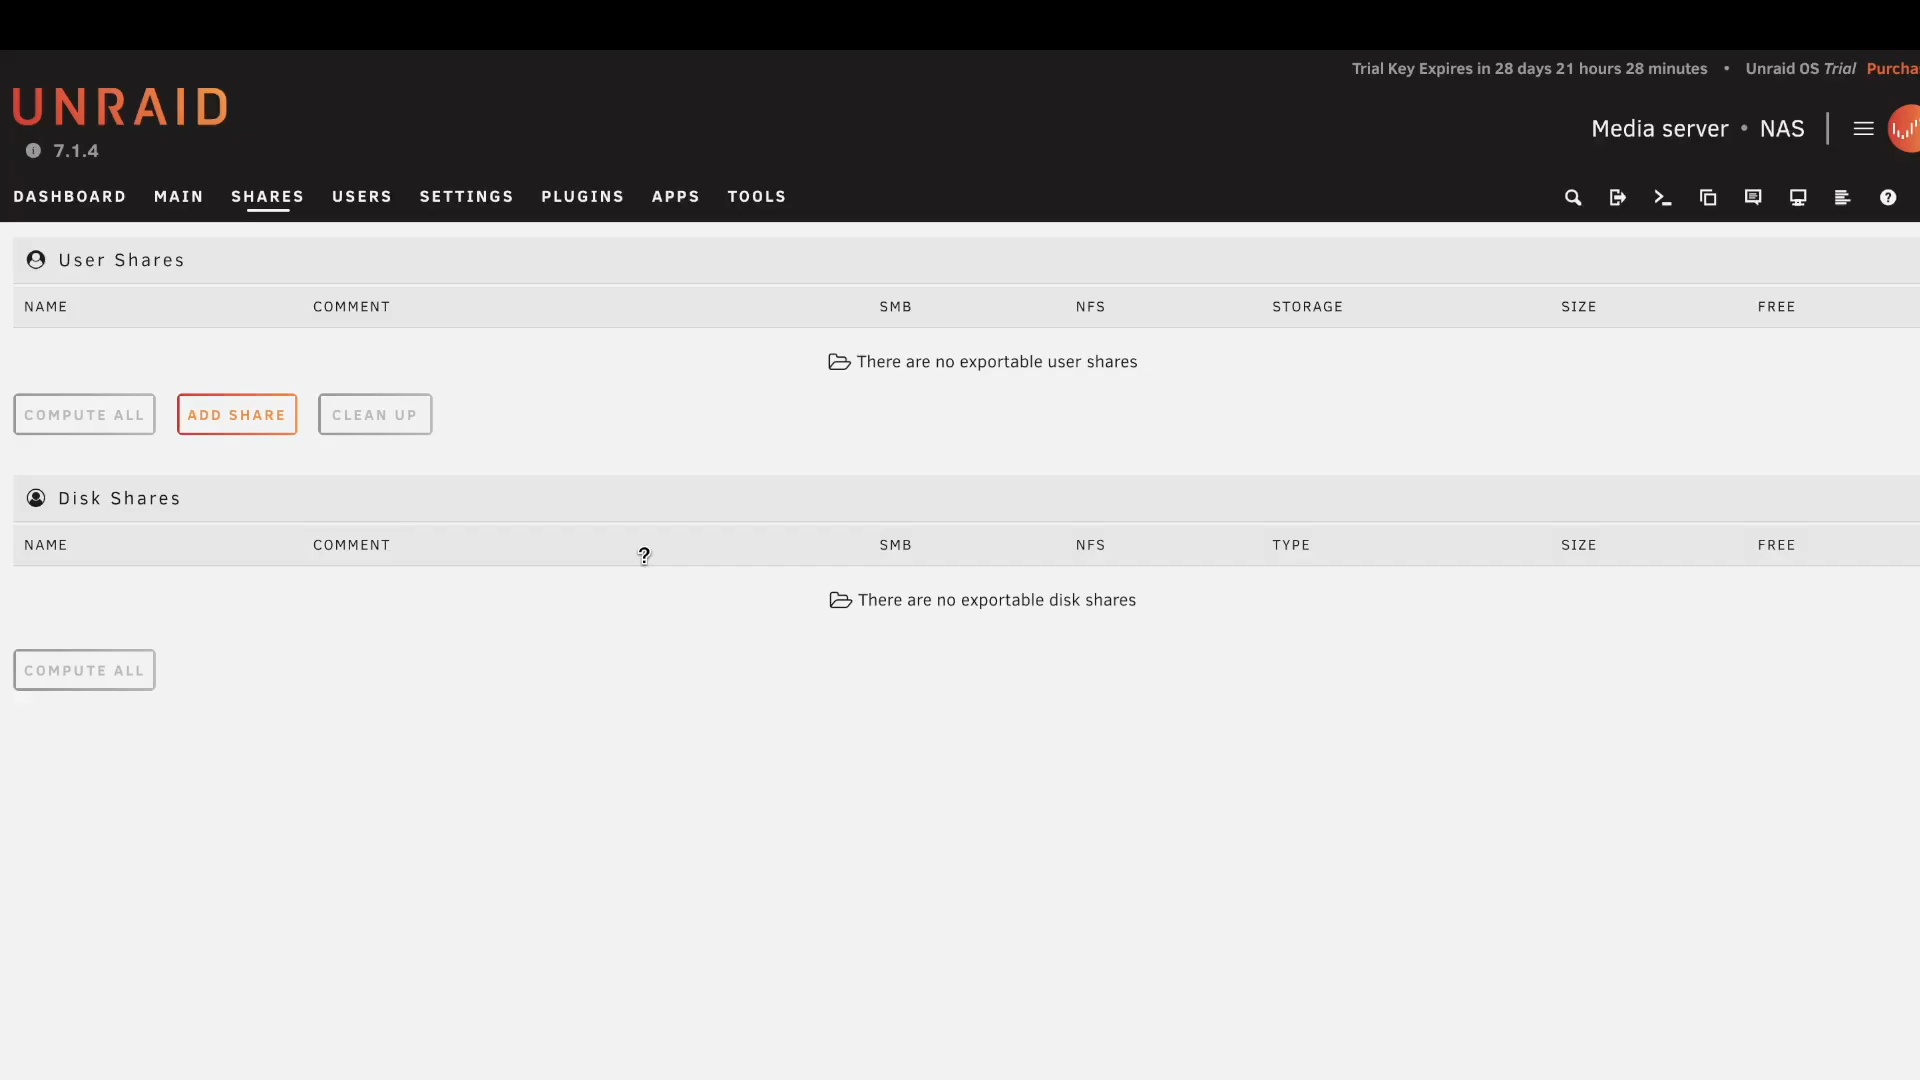 Trial Key Expires in 28 days 21 hours 28 minutes • Unraid OS Trial Purcha
UNRAID
7.1.4
Media server • NAS
DASHBOARD MAIN SHARES USERS SETTINGS PLUGINS APPS TOOLS
User Shares
NAME COMMENT SMB NFS STORAGE SIZE FREE
There are no exportable user shares
COMPUTE ALL ADD SHARE CLEAN UP
Disk Shares
NAME COMMENT SMB NFS TYPE SIZE FREE
There are no exportable disk shares
COMPUTE ALL